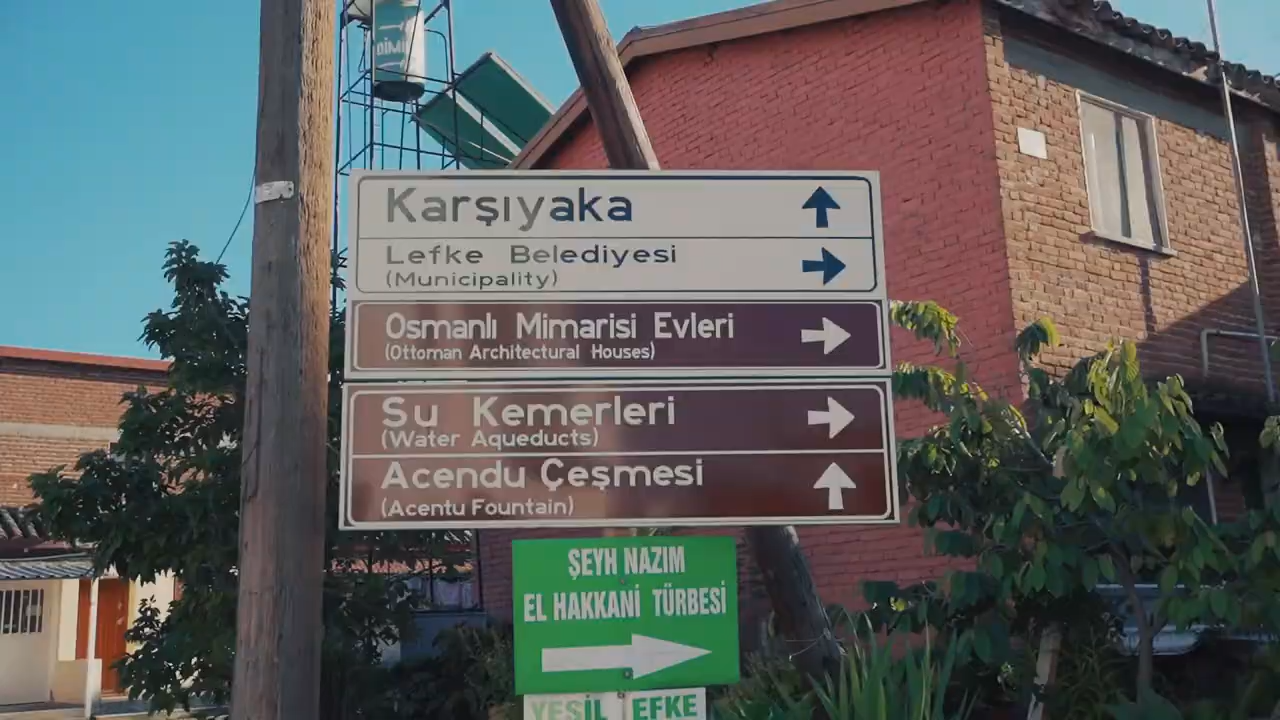 Karşıyaka
Lefke Belediyesi
(Municipality)
Osmanlı Mimarisi Evleri
(Ottoman Architectural Houses)
Su Kemerleri
(Water Aqueducts)
Acendu Çeşmesi
(Acentu Fountain)
ŞEYH NAZIM
EL HAKKANİ TÜRBESİ
YEŞİL EFKE